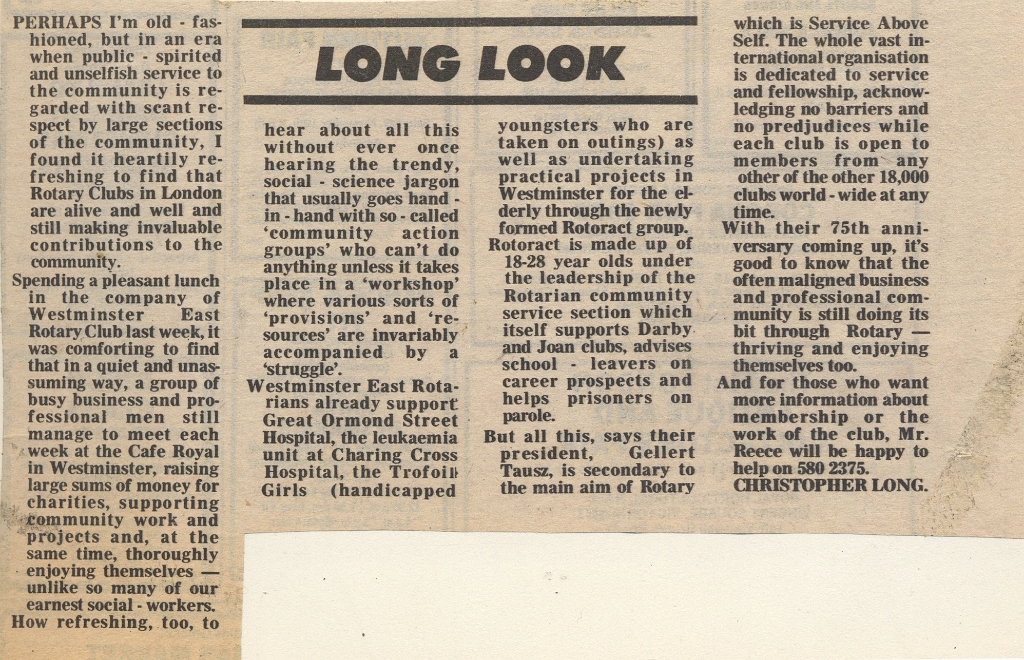 LONG LOOK
PERHAPS I'm old - fas-
hioned, but in an era
when public - spirited
and unselfish service to
the community is re-
garded with scant re-
spect by large sections
of the community, I
found it heartily re-
freshing to find that
Rotary Clubs in London
are alive and well and
still making invaluable
contributions to the
community.
Spending a pleasant lunch
in the company of
Westminster East
Rotary Club last week, it
was comforting to find
that in a quiet and unas-
suming way, a group of
busy business and pro-
fessional men still
manage to meet each
week at the Cafe Royal
in Westminster, raising
large sums of money for
charities, supporting
community work and
projects and, at the
same time, thoroughly
enjoying themselves —
unlike so many of our
earnest social - workers.
How refreshing, too, to
hear about all this
without ever once
hearing the trendy,
social - science jargon
that usually goes hand -
in - hand with so - called
'community action
groups' who can't do
anything unless it takes
place in a 'workshop'
where various sorts of
'provisions' and 're-
sources' are invariably
accompanied by a
'struggle'.
Westminster East Rota-
rians already support
Great Ormond Street
Hospital, the leukaemia
unit at Charing Cross
Hospital, the Trofoil
Girls (handicapped
youngsters who are
taken on outings) as
well as undertaking
practical projects in
Westminster for the el-
derly through the newly
formed Rotoract group.
Rotoract is made up of
18-28 year olds under
the leadership of the
Rotarian community
service section which
itself supports Darby
and Joan clubs, advises
school - leavers on
career prospects and
helps prisoners on
parole.
But all this, says their
president, Gellert
Tausz, is secondary to
the main aim of Rotary
which is Service Above
Self. The whole vast in-
ternational organisation
is dedicated to service
and fellowship, acknow-
ledging no barriers and
no predjudices while
each club is open to
members from any
other of the other 18,000
clubs world - wide at any
time.
With their 75th anni-
versary coming up, it's
good to know that the
often maligned business
and professional com-
munity is still doing its
bit through Rotary —
thriving and enjoying
themselves too.
And for those who want
more information about
membership or the
work of the club, Mr.
Reece will be happy to
help on 580 2375.
CHRISTOPHER LONG.